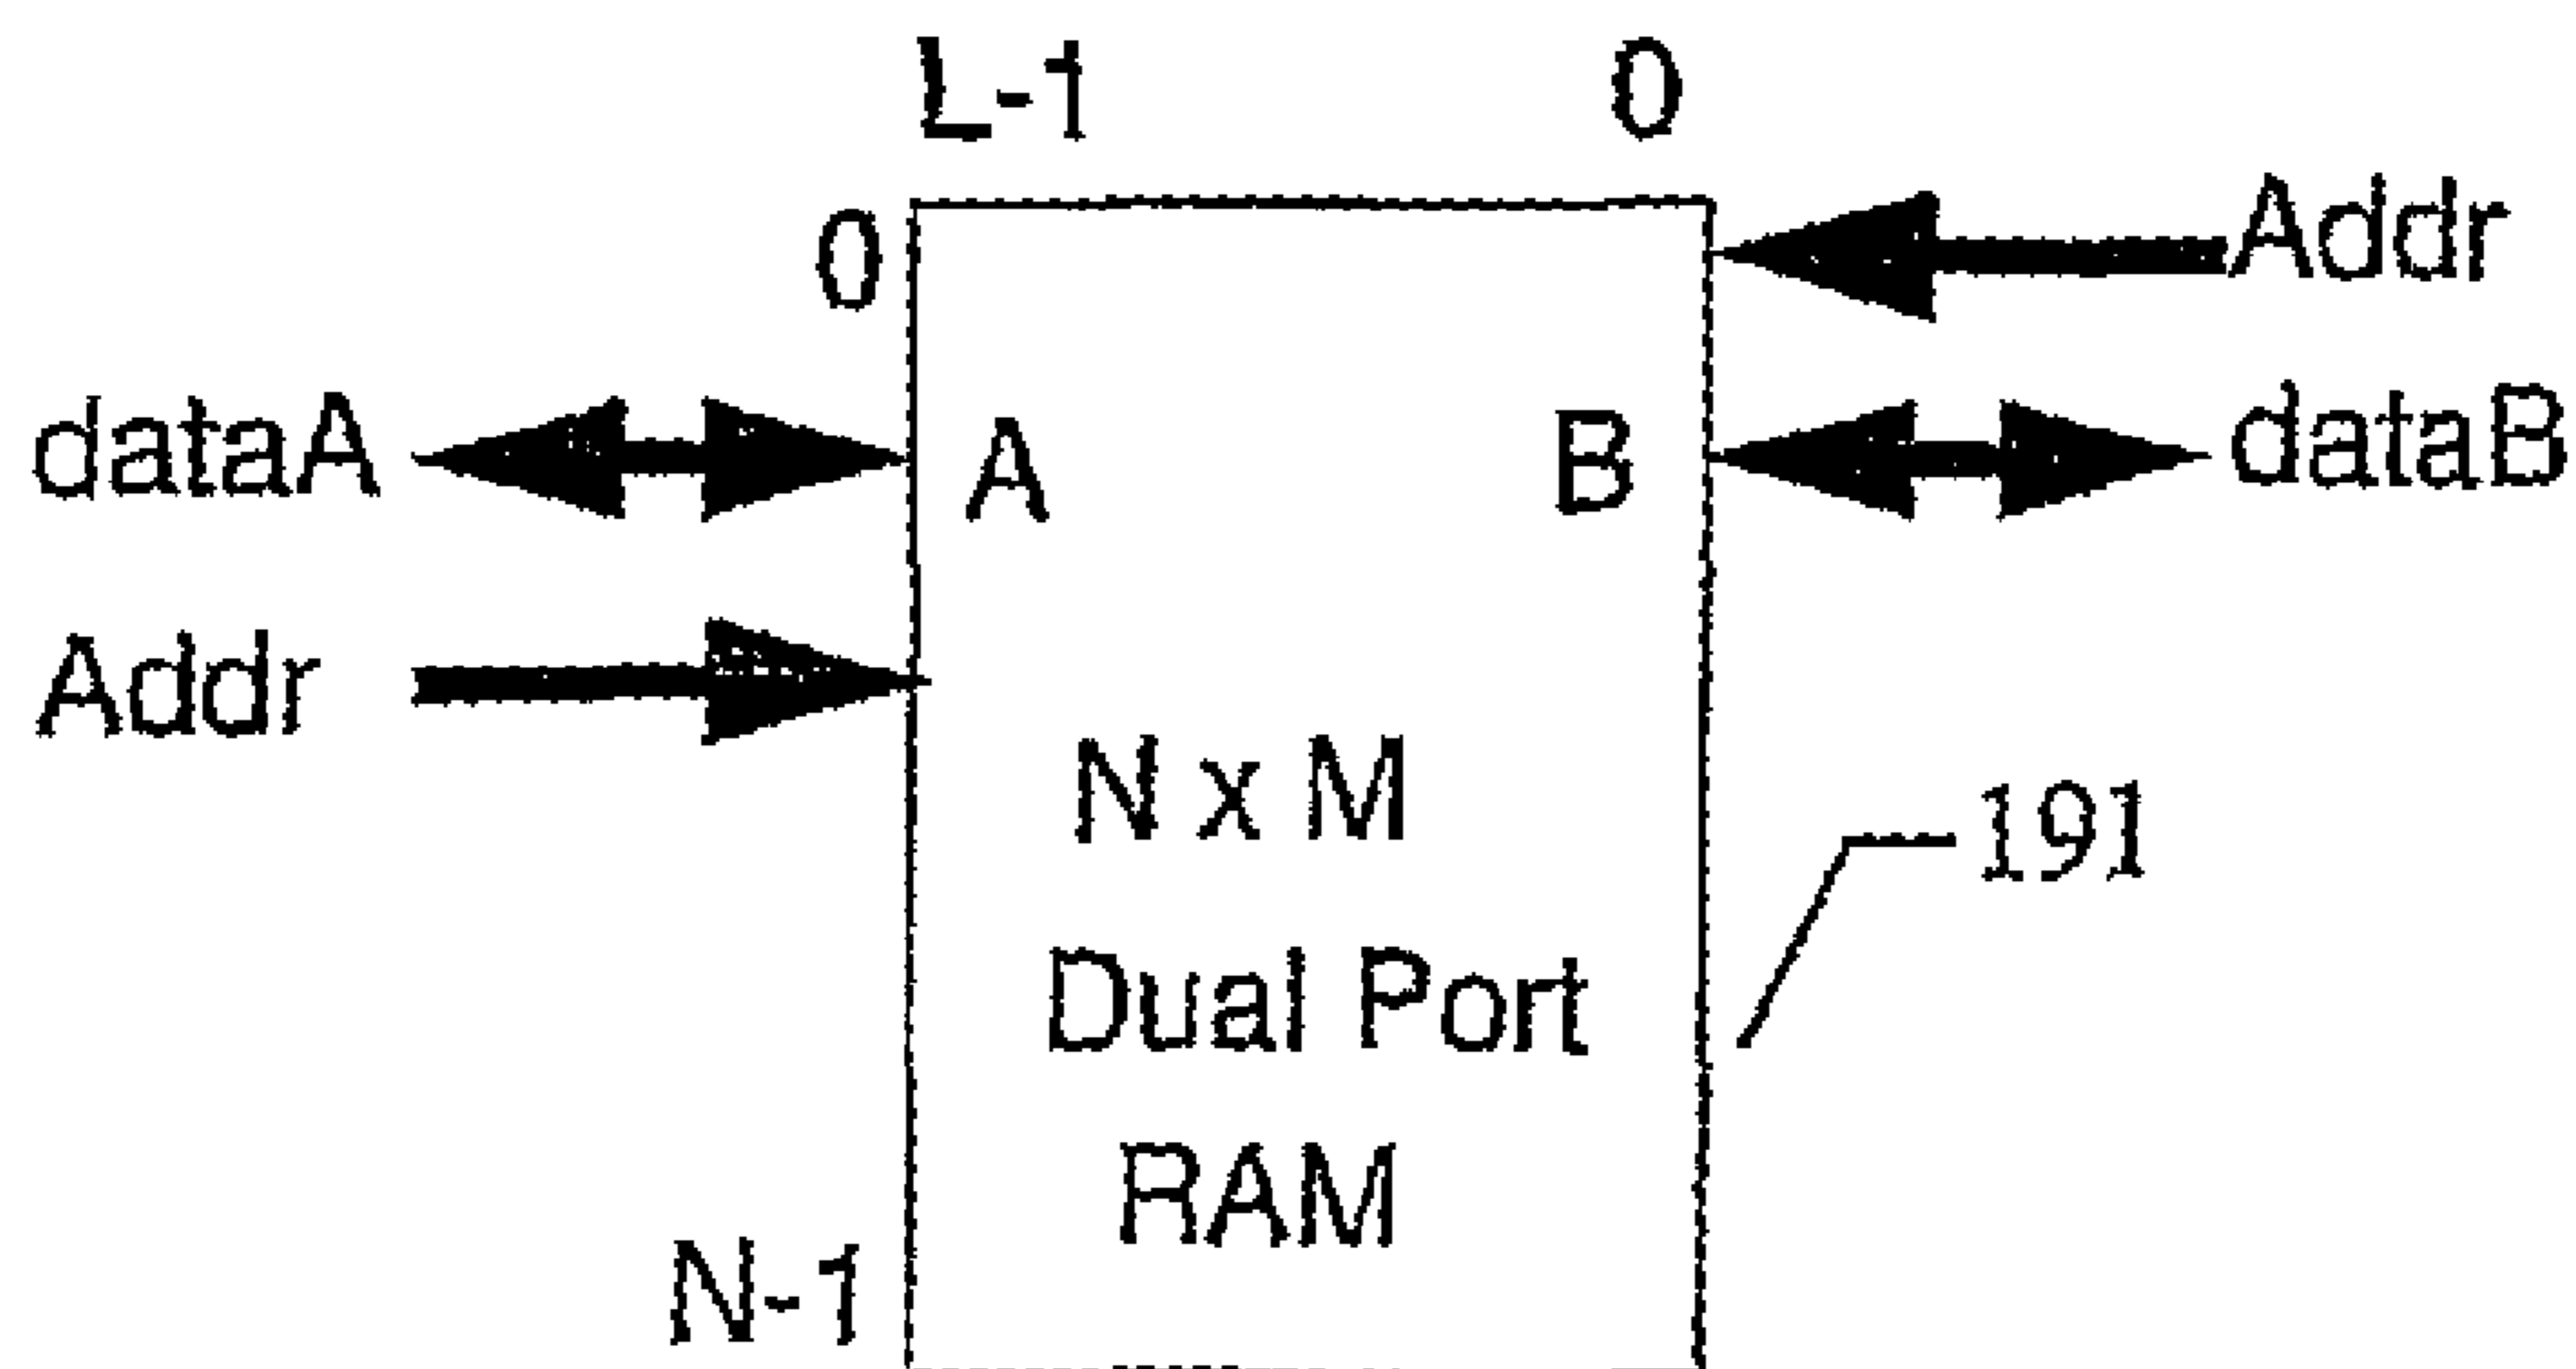 L-1 0
0 Addr
dataA A B dataB
Addr
N x M
191
Dual Port
RAM
N-1